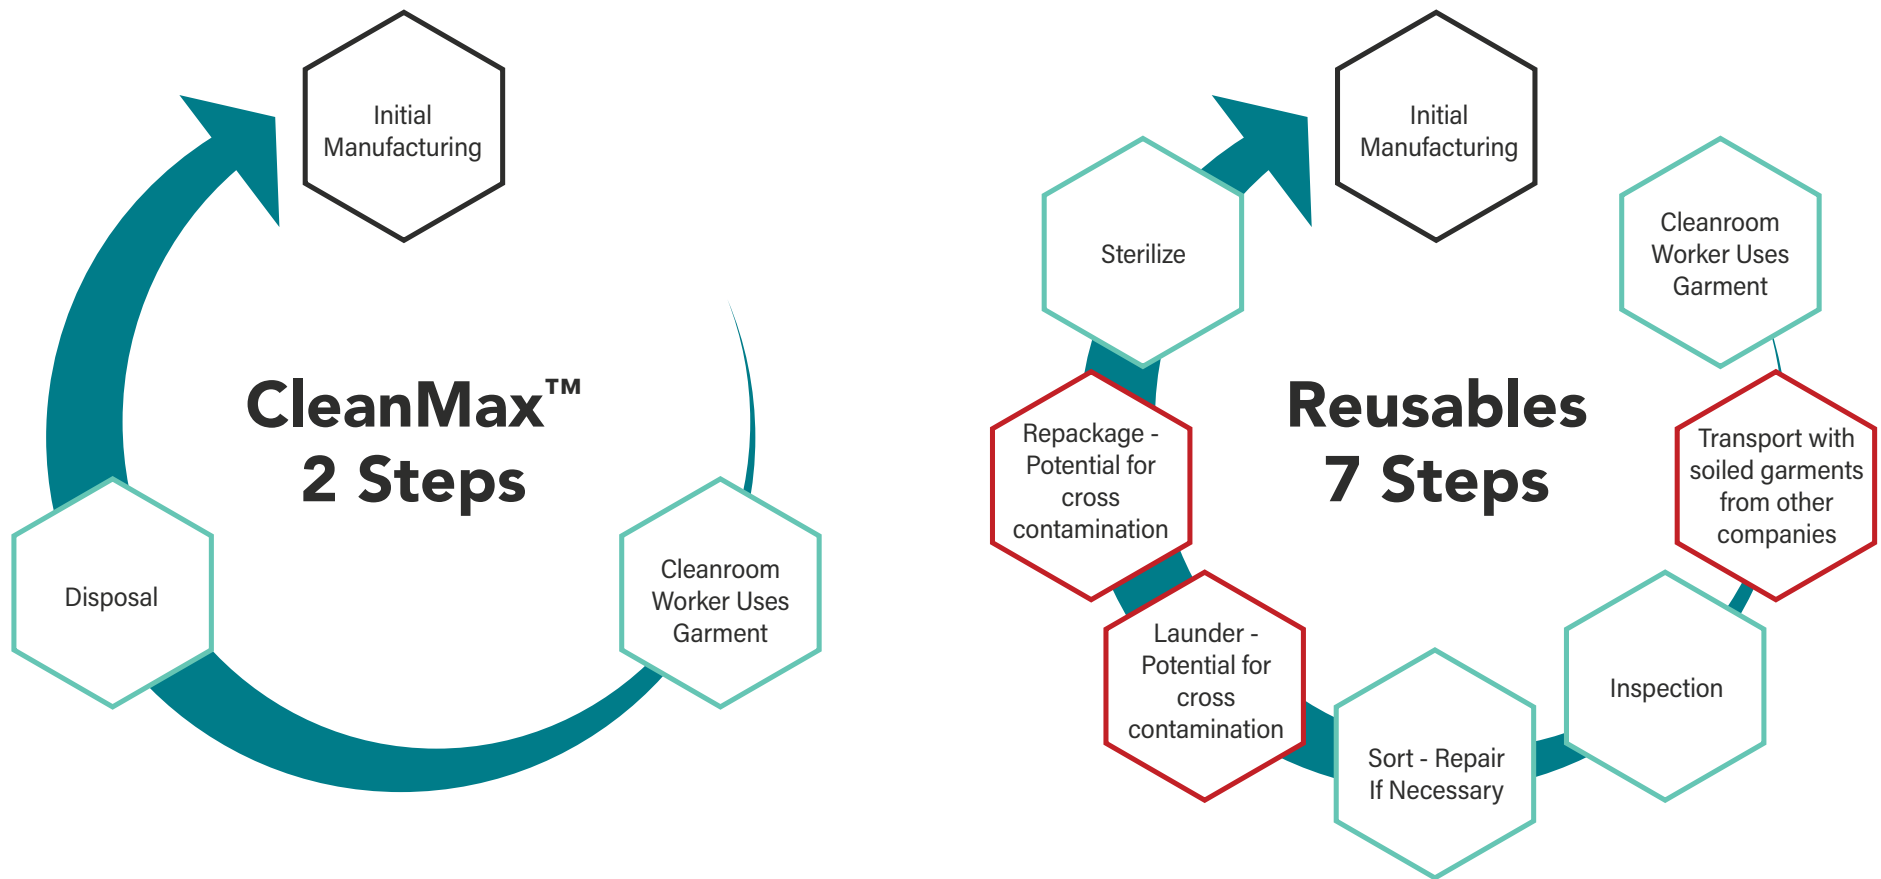 Initial
Manufacturing
CleanMax™
2 Steps
Disposal
Cleanroom
Worker Uses
Garment
Initial
Manufacturing
Cleanroom
Worker Uses
Garment
Sterilize
Reusables
7 Steps
Transport with
soiled garments
from other
companies
Inspection
Sort - Repair
If Necessary
Launder -
Potential for
cross
contamination
Repackage -
Potential for
cross
contamination